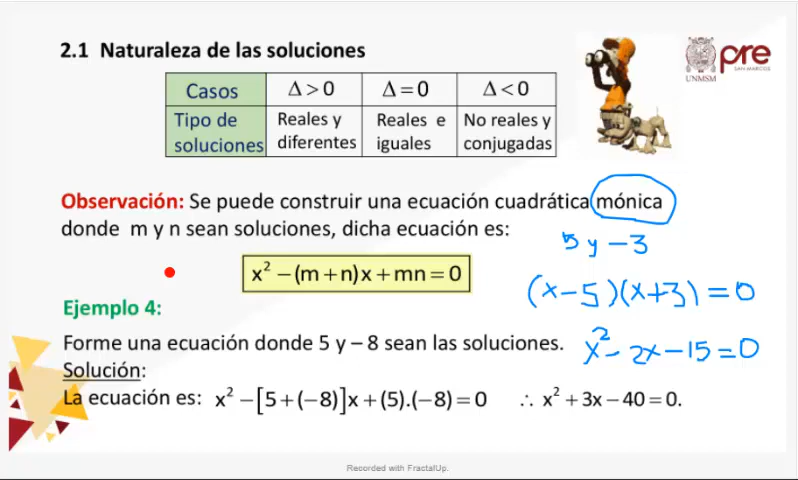 2.1 Naturaleza de las soluciones
pre
SAN MARCOS
UNMSM
Casos Δ > 0 Δ = 0 Δ < 0
Tipo de soluciones Reales y diferentes Reales e iguales No reales y conjugadas
Observación: Se puede construir una ecuación cuadrática mónica
donde m y n sean soluciones, dicha ecuación es:
5 y -3
x² – (m + n)x + mn = 0
(x-5)(x+3) = 0
Ejemplo 4:
Forme una ecuación donde 5 y – 8 sean las soluciones.
x² - 2x - 15 = 0
Solución:
La ecuación es: x² – [5 + (–8)]x + (5).(–8) = 0 ∴ x² + 3x – 40 = 0.
Recorded with FractalUp.